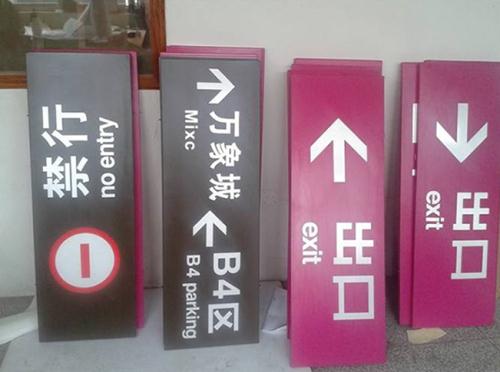 禁行
no entry
万象城
Mixc
B4区
B4 parking
出口
exit
出口
exit